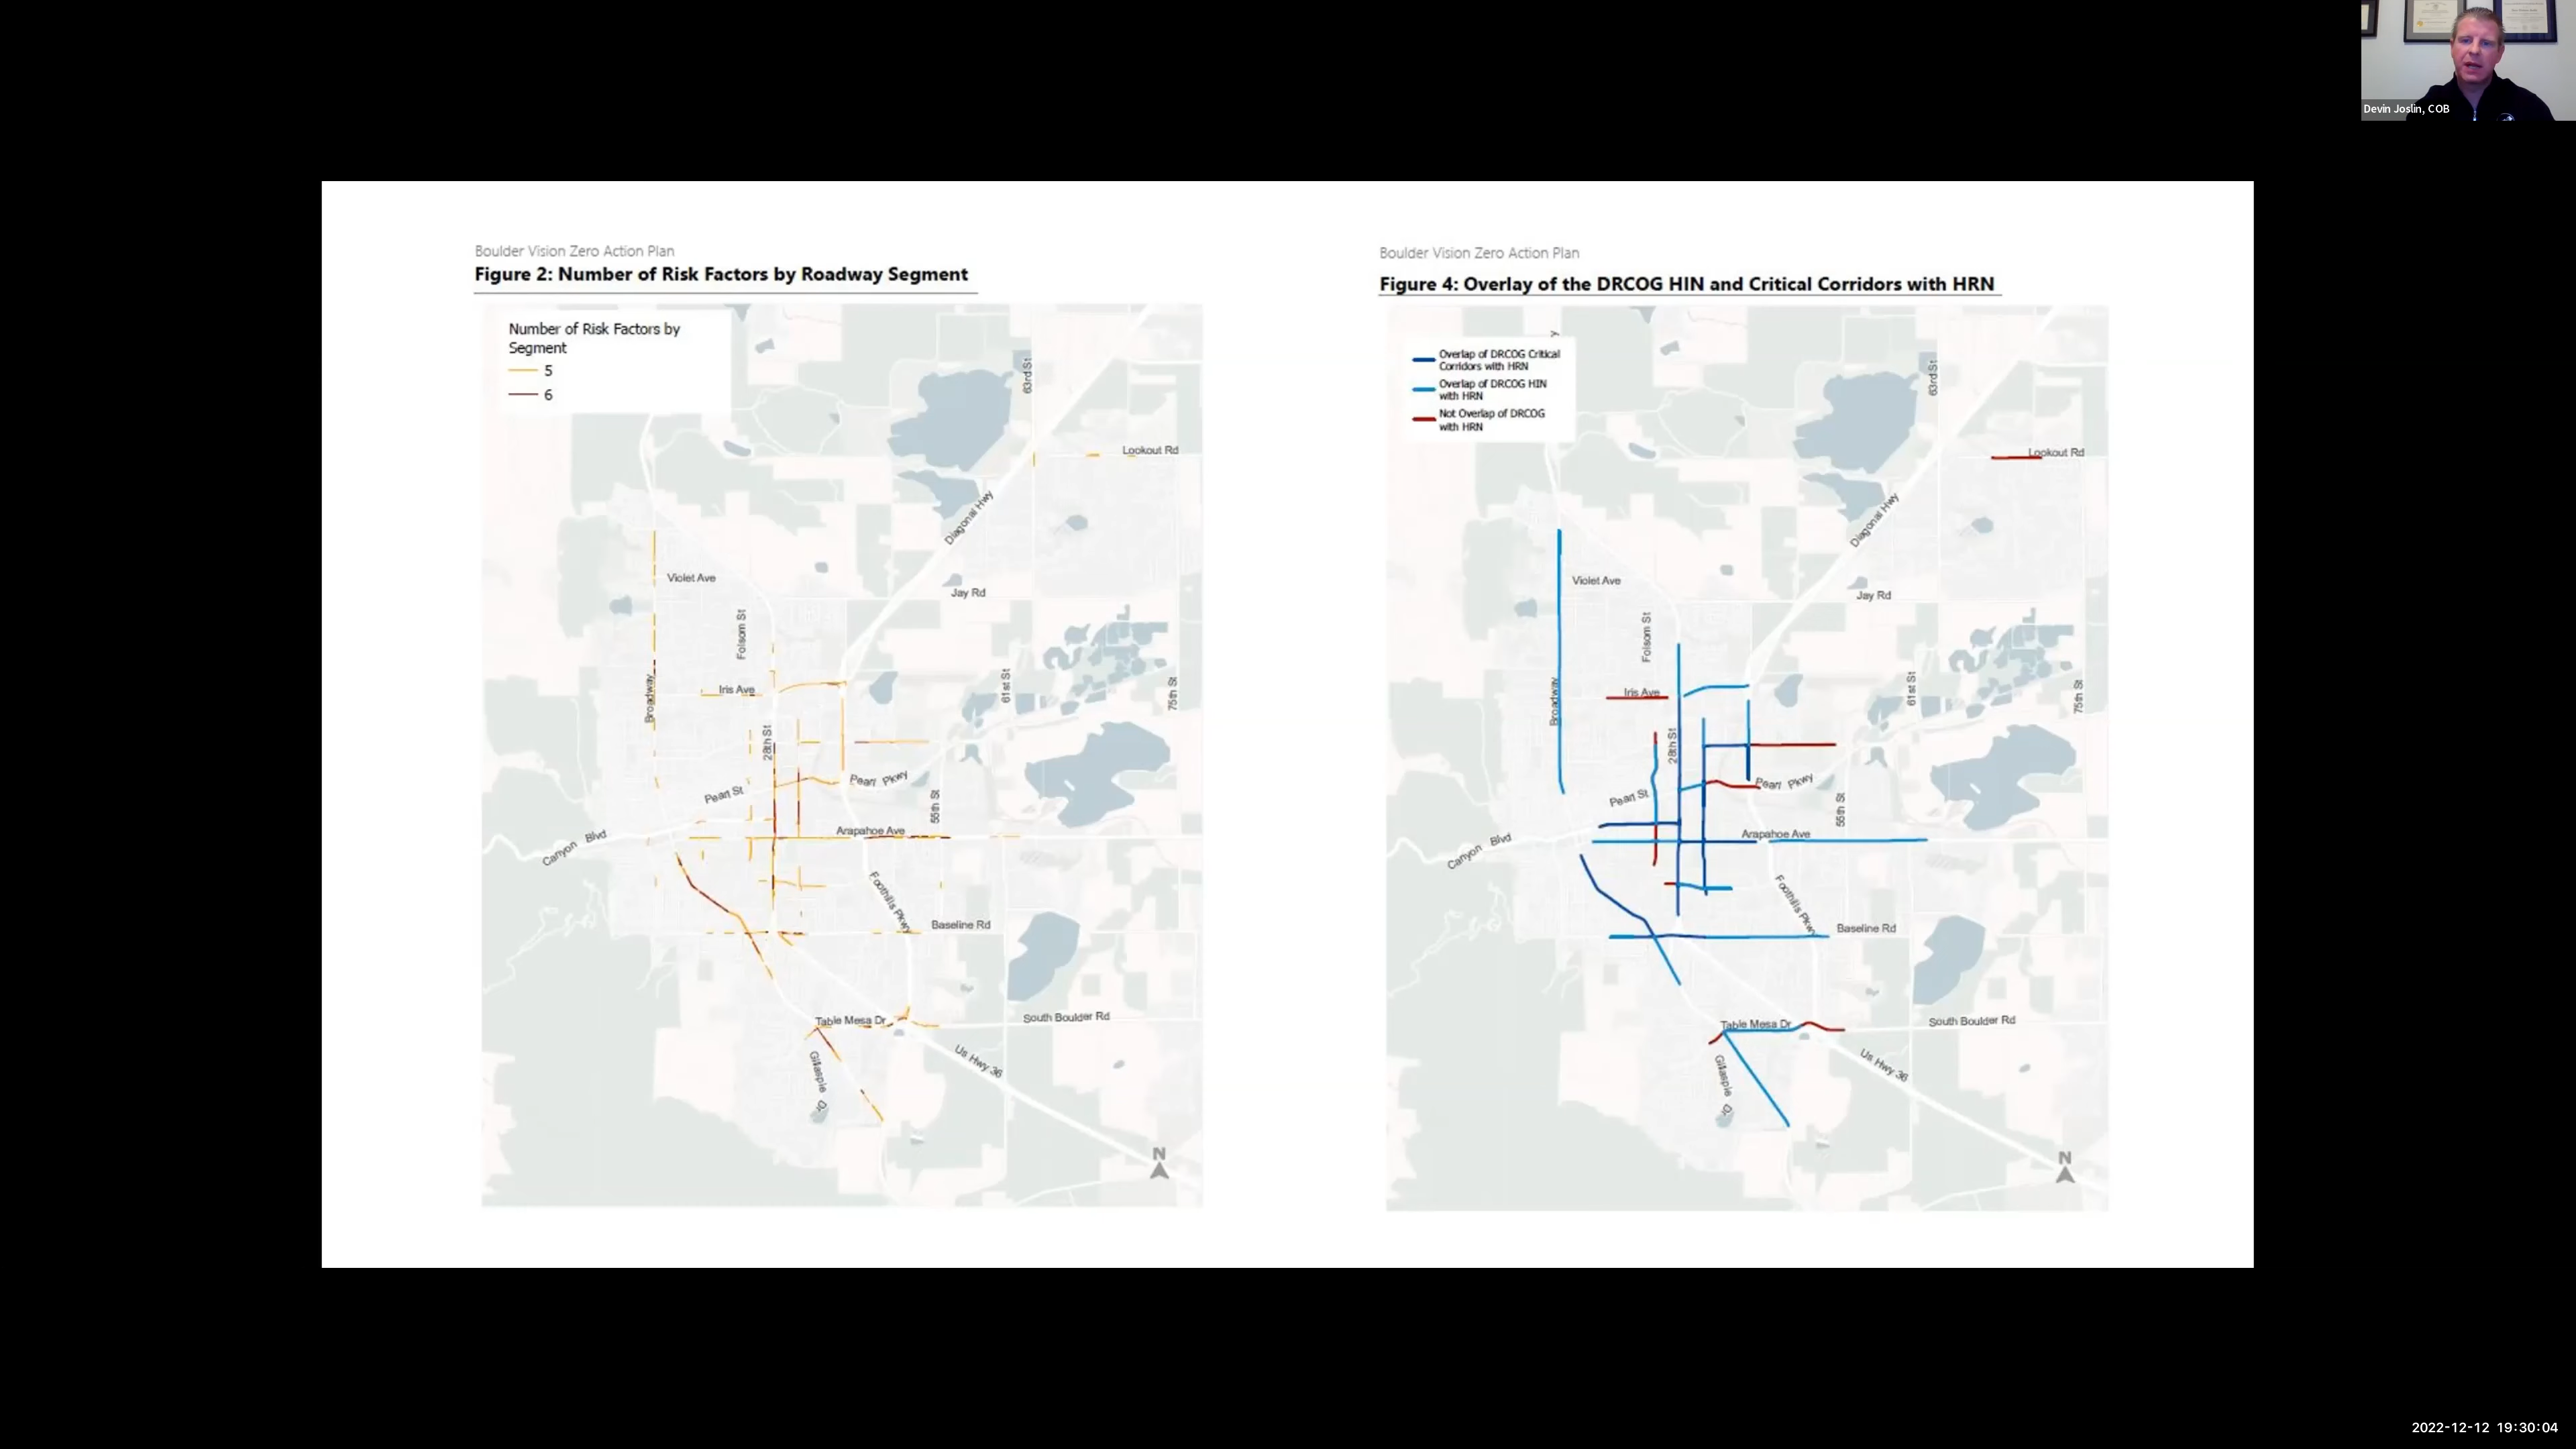 Devin Joslin, COB
Boulder Vision Zero Action Plan
Figure 2: Number of Risk Factors by Roadway Segment
Number of Risk Factors by
Segment
5
6
63rd St
Lookout Rd
Diagonal Hwy
Violet Ave
Jay Rd
Folsom St
Broadway
Iris Ave
61st St
75th St
28th St
Pearl St
Pearl Pkwy
55th St
Arapahoe Ave
Canyon Blvd
Foothills Pkwy
Baseline Rd
Table Mesa Dr
South Boulder Rd
Gillaspie Dr
Us Hwy 36
N
Boulder Vision Zero Action Plan
Figure 4: Overlay of the DRCOG HIN and Critical Corridors with HRN
y
Overlap of DRCOG Critical
Corridors with HRN
Overlap of DRCOG HIN
with HRN
Not Overlap of DRCOG
with HRN
63rd St
Lookout Rd
Diagonal Hwy
Violet Ave
Jay Rd
Folsom St
Broadway
Iris Ave
61st St
75th St
28th St
Pearl St
Pearl Pkwy
55th St
Arapahoe Ave
Canyon Blvd
Foothills Pkwy
Baseline Rd
Table Mesa Dr
South Boulder Rd
Gillaspie Dr
Us Hwy 36
N
2022-12-12 19:30:04